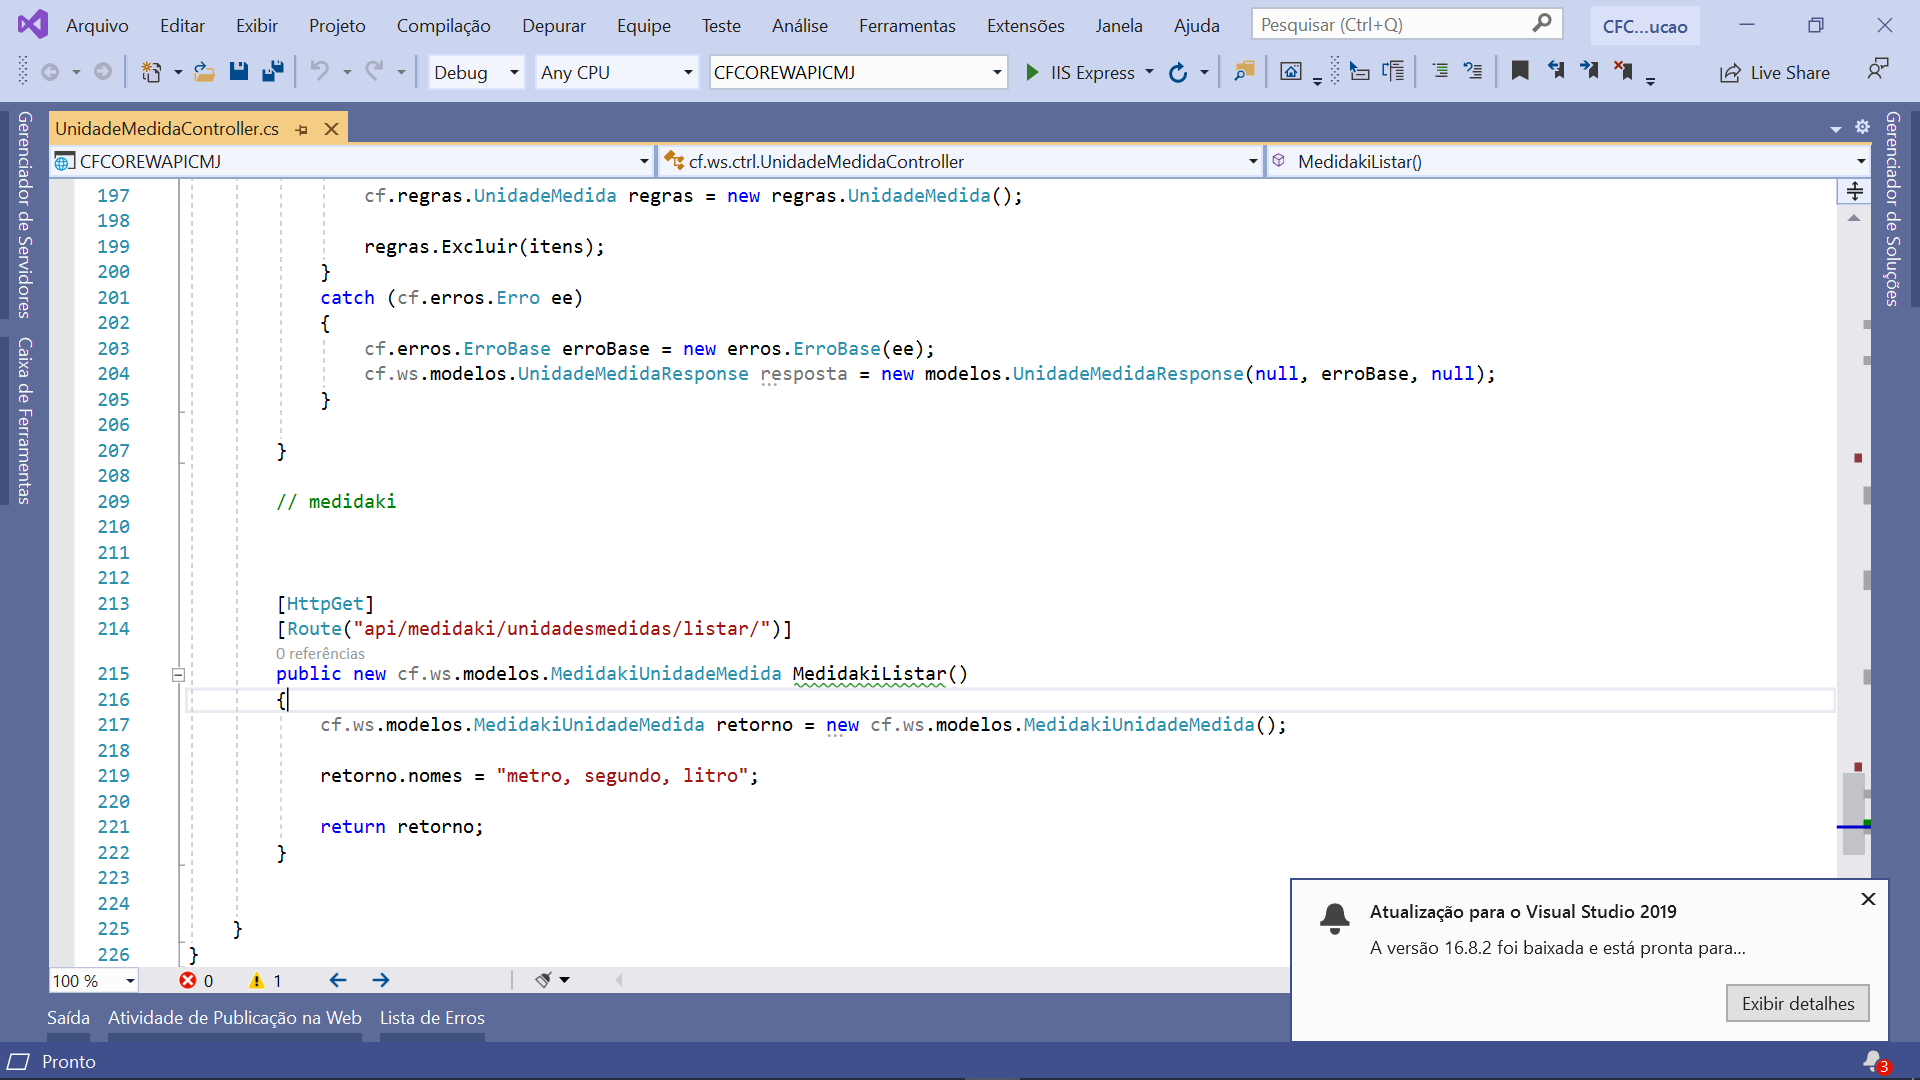 Arquivo Editar Exibir Projeto Compilação Depurar Equipe Teste Análise Ferramentas Extensões Janela Ajuda Pesquisar (Ctrl+Q) CFC...ucao
Debug Any CPU CFCOREWAPICMJ IIS Express Live Share
Gerenciador de Servidores
Caixa de Ferramentas
Gerenciador de Soluções
UnidadeMedidaController.cs
CFCOREWAPICMJ cf.ws.ctrl.UnidadeMedidaController MedidakiListar()
197 cf.regras.UnidadeMedida regras = new regras.UnidadeMedida();
198
199 regras.Excluir(itens);
200 }
201 catch (cf.erros.Erro ee)
202 {
203 cf.erros.ErroBase erroBase = new erros.ErroBase(ee);
204 cf.ws.modelos.UnidadeMedidaResponse resposta = new modelos.UnidadeMedidaResponse(null, erroBase, null);
205 }
206
207 }
208
209 // medidaki
210
211
212
213 [HttpGet]
214 [Route("api/medidaki/unidadesmedidas/listar/")]
0 referências
215 public new cf.ws.modelos.MedidakiUnidadeMedida MedidakiListar()
216 {
217 cf.ws.modelos.MedidakiUnidadeMedida retorno = new cf.ws.modelos.MedidakiUnidadeMedida();
218
219 retorno.nomes = "metro, segundo, litro";
220
221 return retorno;
222 }
223
224
225 }
226 }
100 % 0 1
Atualização para o Visual Studio 2019
A versão 16.8.2 foi baixada e está pronta para...
Exibir detalhes
Saída Atividade de Publicação na Web Lista de Erros
Pronto 3